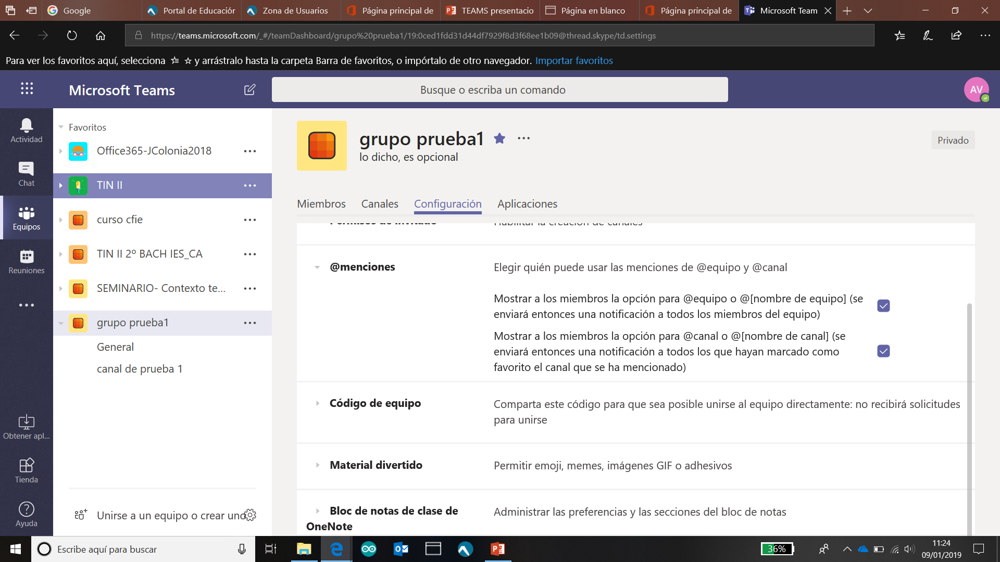 Google
Portal de Educaciór
Zona de Usuarios
Página principal de
TEAMS presentacio
Página en blanco
Página principal de
Microsoft Team
https://teams.microsoft.com/_#/teamDashboard/grupo%20prueba1/19:0ced1fdd31d44df7929f8d3f68ee1b09@thread.skype/td.settings
Para ver los favoritos aquí, selecciona y arrástralo hasta la carpeta Barra de favoritos, o impórtalo de otro navegador. Importar favoritos
Microsoft Teams
Busque o escriba un comando
AV
Actividad
Chat
Equipos
Reuniones
Obtener apl...
Tienda
Ayuda
Favoritos
Office365-JColonia2018
TIN II
curso cfie
TIN II 2º BACH IES_CA
SEMINARIO- Contexto te...
grupo prueba1
General
canal de prueba 1
Unirse a un equipo o crear uno
grupo prueba1
lo dicho, es opcional
Privado
Miembros
Canales
Configuración
Aplicaciones
Permisos de invitado
Habilitar la creación de canales
@menciones
Elegir quién puede usar las menciones de @equipo y @canal
Mostrar a los miembros la opción para @equipo o @[nombre de equipo] (se
enviará entonces una notificación a todos los miembros del equipo)
Mostrar a los miembros la opción para @canal o @[nombre de canal] (se
enviará entonces una notificación a todos los que hayan marcado como
favorito el canal que se ha mencionado)
Código de equipo
Comparta este código para que sea posible unirse al equipo directamente: no recibirá solicitudes
para unirse
Material divertido
Permitir emoji, memes, imágenes GIF o adhesivos
Bloc de notas de clase de
OneNote
Administrar las preferencias y las secciones del bloc de notas
Escribe aquí para buscar
36%
11:24
09/01/2019